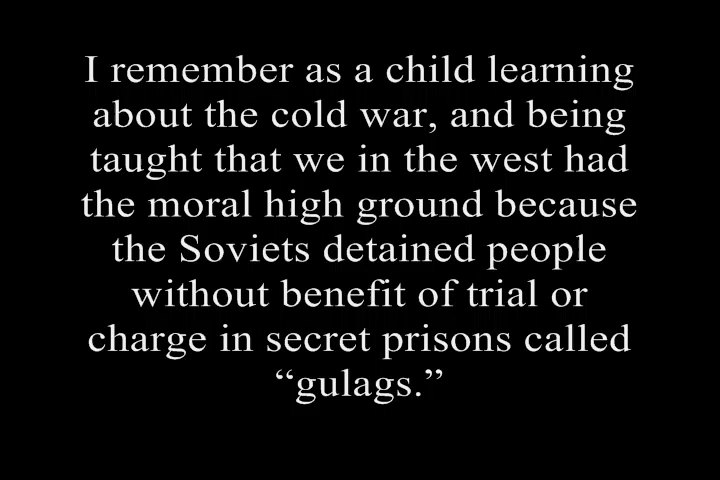 I remember as a child learning
about the cold war, and being
taught that we in the west had
the moral high ground because
the Soviets detained people
without benefit of trial or
charge in secret prisons called
“gulags.”